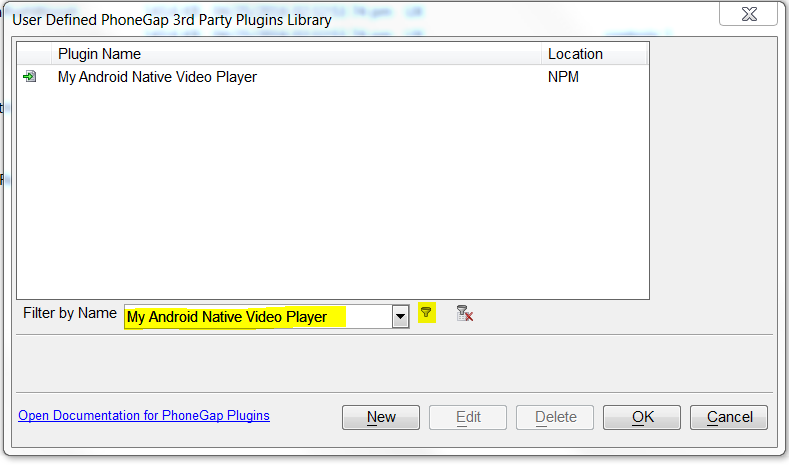 User Defined PhoneGap 3rd Party Plugins Library
Plugin Name Location
My Android Native Video Player NPM
Filter by Name My Android Native Video Player
Open Documentation for PhoneGap Plugins New Edit Delete OK Cancel